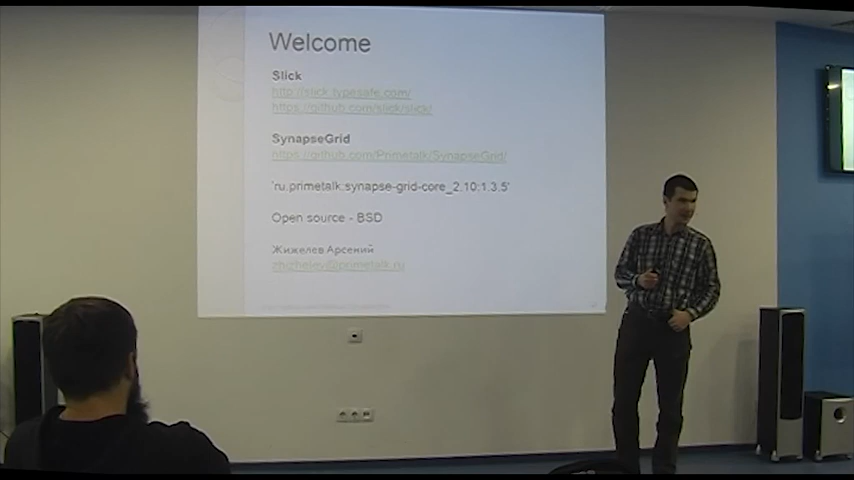 Welcome
Slick
http://slick.typesafe.com/
https://github.com/slick/slick/
SynapseGrid
https://github.com/Primetalk/SynapseGrid/
'ru.primetalk:synapse-grid-core_2.10:1.3.5'
Open source - BSD
Жижелев Арсений
zhizhelev@primetalk.ru